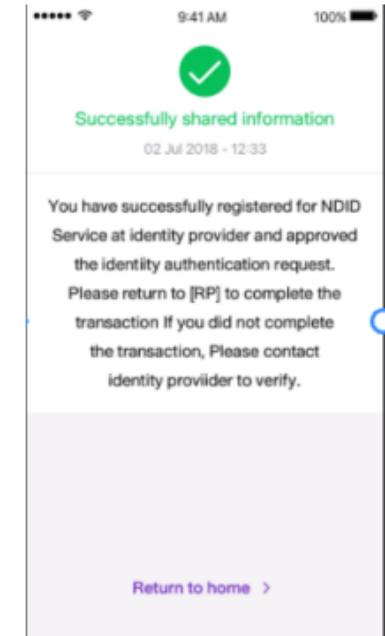 9:41 AM 100%
Successfully shared information
02 Jul 2018 - 12:33
You have successfully registered for NDID
Service at identity provider and approved
the identiity authentication request.
Please return to [RP] to complete the
transaction If you did not complete
the transaction, Please contact
identity proviider to verify.
Return to home >